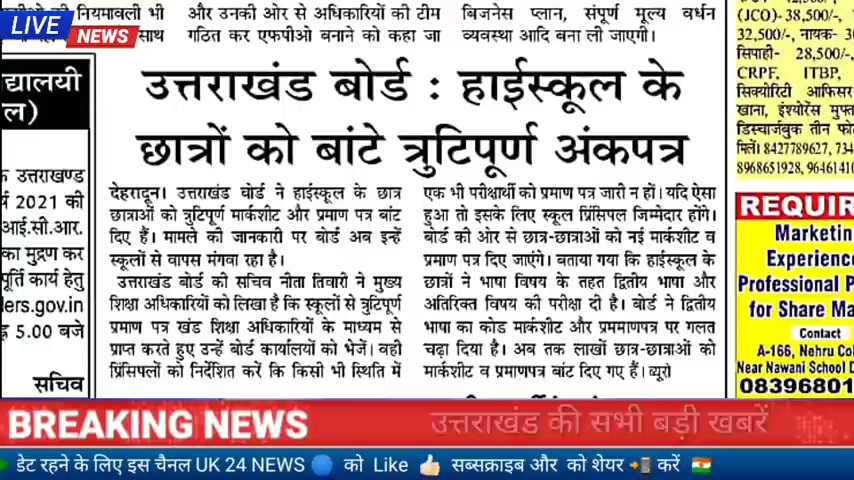 LIVE
NEWS
नियमावली भी
साथ
और उनकी ओर से अधिकारियों की टीम
गठित कर एफपीओ बनाने को कहा जा
बिजनेस प्लान, संपूर्ण मूल्य वर्धन
व्यवस्था आदि बना ली जाएगी।
द्यालयी
ल)
उत्तराखण्ड
2021 की
आई.सी.आर.
का मुद्रण कर
पूर्ति कार्य हेतु
ders.gov.in
5.00 बजे
सचिव
उत्तराखंड बोर्ड : हाईस्कूल के
छात्रों को बांटे त्रुटिपूर्ण अंकपत्र
देहरादून। उत्तराखंड बोर्ड ने हाईस्कूल के छात्र
छात्राओं को त्रुटिपूर्ण मार्कशीट और प्रमाण पत्र बांट
दिए हैं। मामले की जानकारी पर बोर्ड अब इन्हें
स्कूलों से वापस मंगवा रहा है।
उत्तराखंड बोर्ड की सचिव नीता तिवारी ने मुख्य
शिक्षा अधिकारियों को लिखा है कि स्कूलों से त्रुटिपूर्ण
प्रमाण पत्र खंड शिक्षा अधिकारियों के माध्यम से
प्राप्त करते हुए उन्हें बोर्ड कार्यालयों को भेजें। वही
प्रिंसिपलों को निर्देशित करें कि किसी भी स्थिति में
एक भी परीक्षार्थी को प्रमाण पत्र जारी न हों। यदि ऐसा
हुआ तो इसके लिए स्कूल प्रिंसिपल जिम्मेदार होंगे।
बोर्ड की ओर से छात्र-छात्राओं को नई मार्कशीट व
प्रमाण पत्र दिए जाएंगे। बताया गया कि हाईस्कूल के
छात्रों ने भाषा विषय के तहत द्वितीय भाषा और
अतिरिक्त विषय की परीक्षा दी है। बोर्ड ने द्वितीय
भाषा का कोड मार्कशीट और प्रममाणपत्र पर गलत
चढ़ा दिया है। अब तक लाखों छात्र-छात्राओं को
मार्कशीट व प्रमाणपत्र बांट दिए गए हैं। ब्यूरो
(JCO)- 38,500/-
32,500/-, नायक- 3
सिपाही- 28,500/-,
CRPF, ITBP,
सिक्योरिटी आफिसर
खाना, इंश्योरेंस मुफ्त
डिस्चार्जबुक तीन फोटो
मिलें। 8427789627, 734
8968651928, 9646140
REQUIR
Marketin
Experience
Professional P
for Share Ma
Contact
A-166, Nehru Col
Near Nawani School D
08396801
BREAKING NEWS
उत्तराखंड की सभी बड़ी खबरें
डेट रहने के लिए इस चैनल UK 24 NEWS 🔵 को Like 👍🏻 सब्सक्राइब और को शेयर 📲 करें 🇮🇳